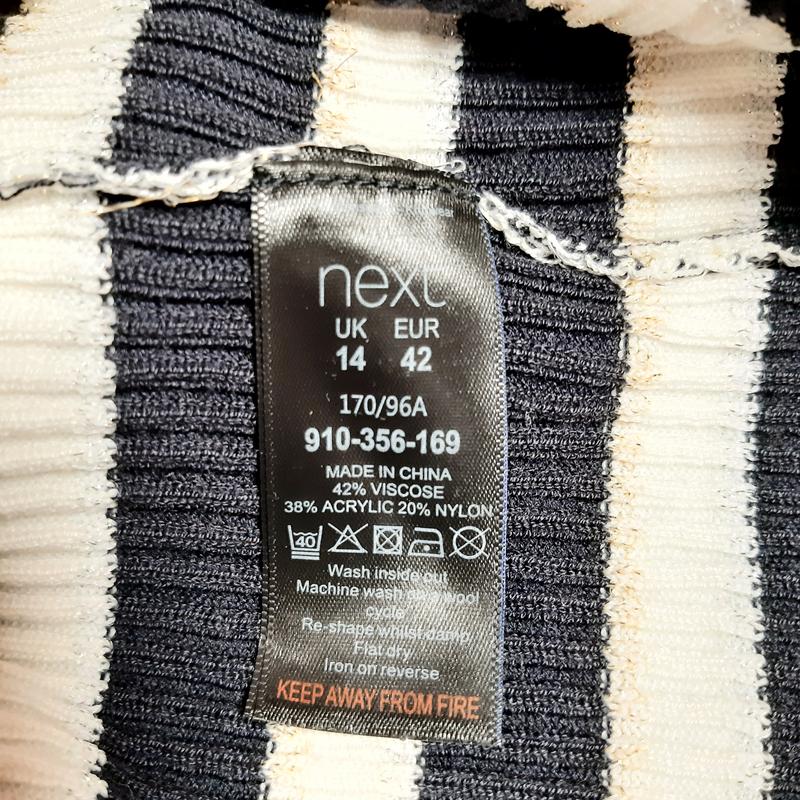 next
UK EUR
14 42
170/96A
910-356-169
MADE IN CHINA
42% VISCOSE
38% ACRYLIC 20% NYLON
40
Wash inside out
Machine wash on a wool
cycle
Re-shape whilst damp
Flat dry
Iron on reverse
KEEP AWAY FROM FIRE